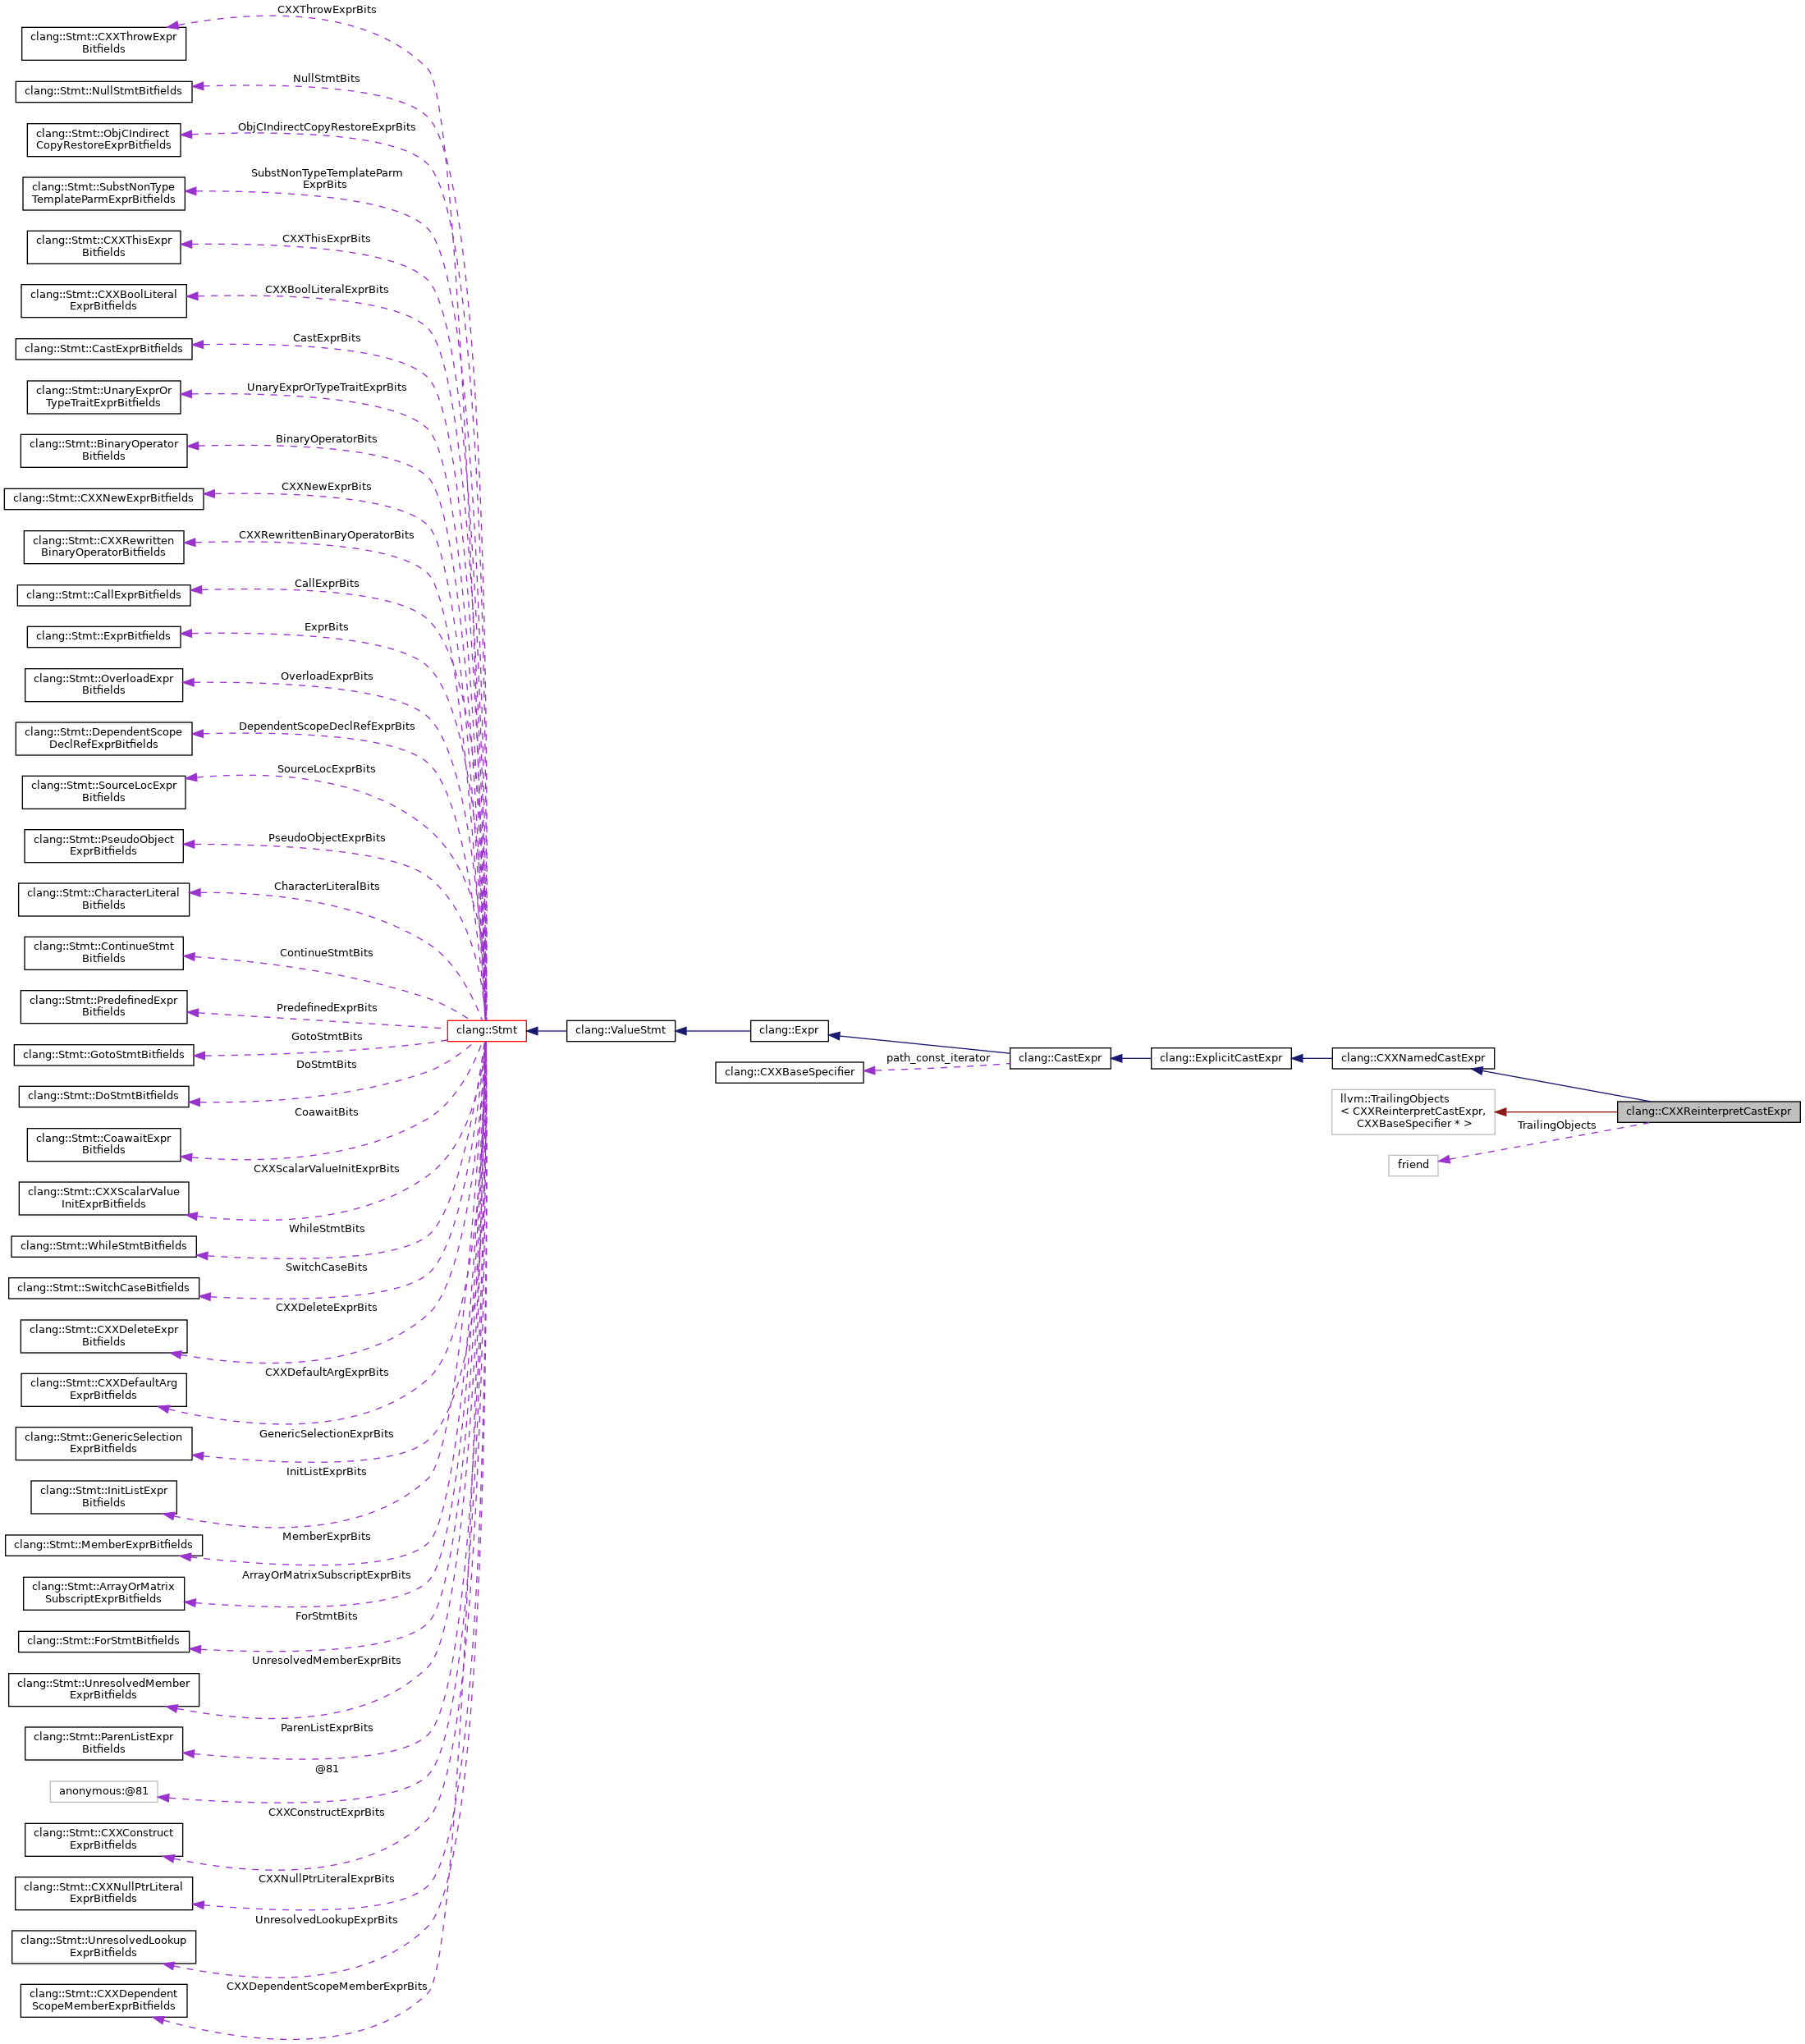 CXXThrowExprBits
clang::Stmt::CXXThrowExpr
Bitfields
NullStmtBits
clang::Stmt::NullStmtBitfields
ObjCIndirectCopyRestoreExprBits
clang::Stmt::ObjCIndirect
CopyRestoreExprBitfields
SubstNonTypeTemplateParm
ExprBits
clang::Stmt::SubstNonType
TemplateParmExprBitfields
CXXThisExprBits
clang::Stmt::CXXThisExpr
Bitfields
CXXBoolLiteralExprBits
clang::Stmt::CXXBoolLiteral
ExprBitfields
CastExprBits
clang::Stmt::CastExprBitfields
UnaryExprOrTypeTraitExprBits
clang::Stmt::UnaryExprOr
TypeTraitExprBitfields
BinaryOperatorBits
clang::Stmt::BinaryOperator
Bitfields
CXXNewExprBits
clang::Stmt::CXXNewExprBitfields
CXXRewrittenBinaryOperatorBits
clang::Stmt::CXXRewritten
BinaryOperatorBitfields
CallExprBits
clang::Stmt::CallExprBitfields
ExprBits
clang::Stmt::ExprBitfields
OverloadExprBits
clang::Stmt::OverloadExpr
Bitfields
DependentScopeDeclRefExprBits
clang::Stmt::DependentScope
DeclRefExprBitfields
SourceLocExprBits
clang::Stmt::SourceLocExpr
Bitfields
PseudoObjectExprBits
clang::Stmt::PseudoObject
ExprBitfields
CharacterLiteralBits
clang::Stmt::CharacterLiteral
Bitfields
ContinueStmtBits
clang::Stmt::ContinueStmt
Bitfields
PredefinedExprBits
clang::Stmt::PredefinedExpr
Bitfields
GotoStmtBits
clang::Stmt::GotoStmtBitfields
DoStmtBits
clang::Stmt::DoStmtBitfields
CoawaitBits
clang::Stmt::CoawaitExpr
Bitfields
CXXScalarValueInitExprBits
clang::Stmt::CXXScalarValue
InitExprBitfields
WhileStmtBits
clang::Stmt::WhileStmtBitfields
SwitchCaseBits
clang::Stmt::SwitchCaseBitfields
CXXDeleteExprBits
clang::Stmt::CXXDeleteExpr
Bitfields
CXXDefaultArgExprBits
clang::Stmt::CXXDefaultArg
ExprBitfields
GenericSelectionExprBits
clang::Stmt::GenericSelection
ExprBitfields
InitListExprBits
clang::Stmt::InitListExpr
Bitfields
MemberExprBits
clang::Stmt::MemberExprBitfields
ArrayOrMatrixSubscriptExprBits
clang::Stmt::ArrayOrMatrix
SubscriptExprBitfields
ForStmtBits
clang::Stmt::ForStmtBitfields
UnresolvedMemberExprBits
clang::Stmt::UnresolvedMember
ExprBitfields
ParenListExprBits
clang::Stmt::ParenListExpr
Bitfields
@81
anonymous:@81
CXXConstructExprBits
clang::Stmt::CXXConstruct
ExprBitfields
CXXNullPtrLiteralExprBits
clang::Stmt::CXXNullPtrLiteral
ExprBitfields
UnresolvedLookupExprBits
clang::Stmt::UnresolvedLookup
ExprBitfields
CXXDependentScopeMemberExprBits
clang::Stmt::CXXDependent
ScopeMemberExprBitfields
clang::Stmt
clang::ValueStmt
clang::Expr
path_const_iterator
clang::CXXBaseSpecifier
clang::CastExpr
clang::ExplicitCastExpr
clang::CXXNamedCastExpr
llvm::TrailingObjects
< CXXReinterpretCastExpr,
CXXBaseSpecifier * >
TrailingObjects
friend
clang::CXXReinterpretCastExpr